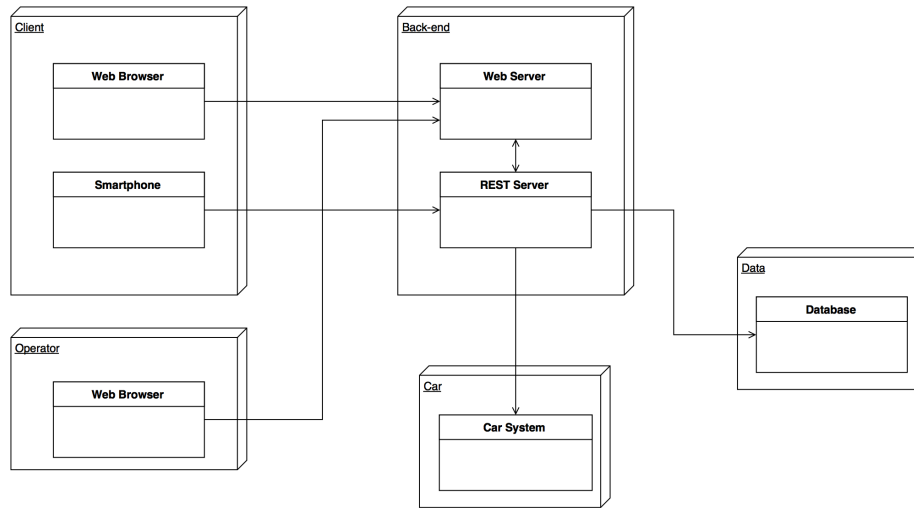 Client
Web Browser
Smartphone
Back-end
Web Server
REST Server
Data
Database
Operator
Web Browser
Car
Car System